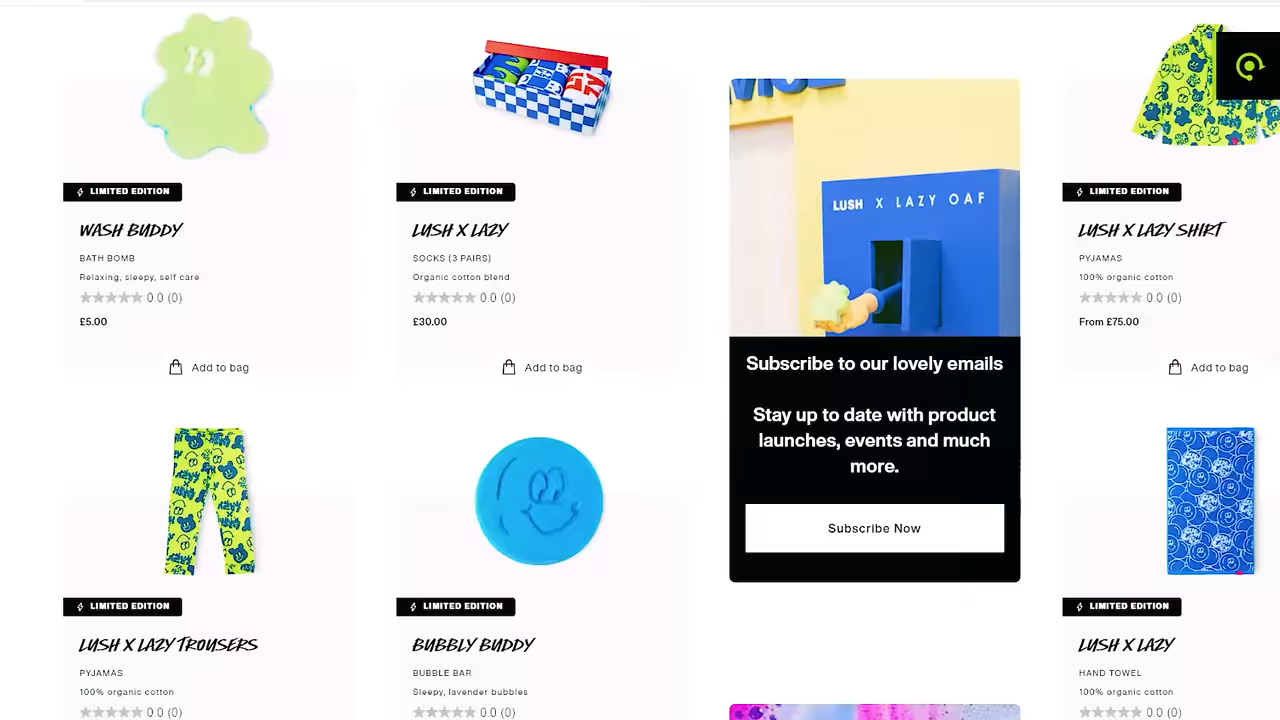 LIMITED EDITION
WASH BUDDY
BATH BOMB
Relaxing, sleepy, self care
0.0 (0)
£5.00
Add to bag
LIMITED EDITION
LUSH X LAZY
SOCKS (3 PAIRS)
Organic cotton blend
0.0 (0)
£30.00
Add to bag
LUSH X LAZY OAF
Subscribe to our lovely emails
Stay up to date with product
launches, events and much
more.
Subscribe Now
LIMITED EDITION
LUSH X LAZY SHIRT
PYJAMAS
100% organic cotton
0.0 (0)
From £75.00
Add to bag
LIMITED EDITION
LUSH X LAZY TROUSERS
PYJAMAS
100% organic cotton
0.0 (0)
LIMITED EDITION
BUBBLY BUDDY
BUBBLE BAR
Sleepy, lavender bubbles
0.0 (0)
LIMITED EDITION
LUSH X LAZY
HAND TOWEL
100% organic cotton
0.0 (0)